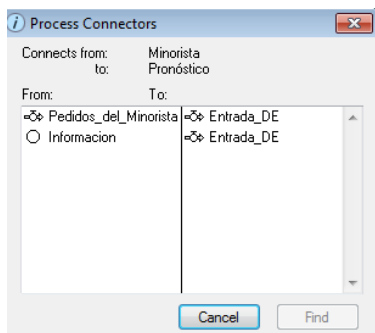 Process Connectors
Connects from: Minorista
to: Pronóstico
From: To:
Pedidos_del_Minorista Entrada_DE
Informacion Entrada_DE
Cancel Find